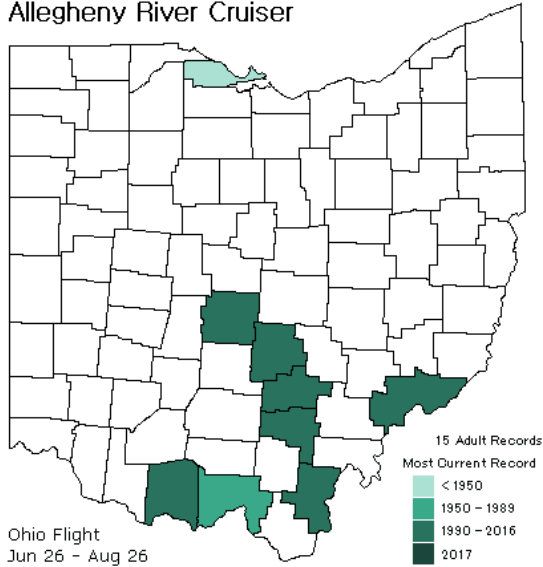 Allegheny River Cruiser
15 Adult Records
Most Current Record
< 1950
1950 - 1989
1990 - 2016
2017
Ohio Flight
Jun 26 - Aug 26